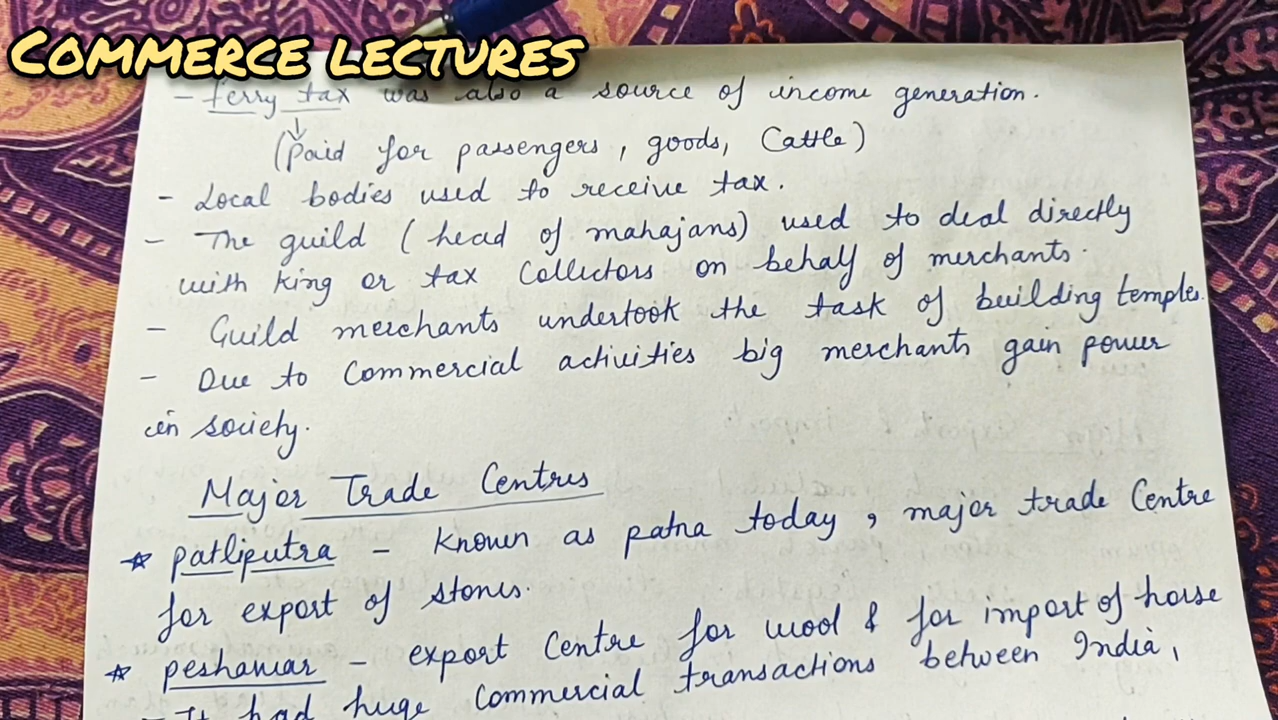 COMMERCE LECTURES
- ferry tax was also a source of income generation.
(Paid for passengers, goods, Cattle)
- Local bodies used to receive tax.
- The guild (head of mahajans) used to deal directly
with king or tax collectors on behalf of merchants.
- Guild merchants undertook the task of building temples.
- Due to Commercial activities big merchants gain power
in society.
Major Trade Centres
☆ patliputra - Known as patna today, major trade Centre
for export of stones.
☆ peshawar - export Centre for wool & for import of horse
- It had huge Commercial transactions between India,